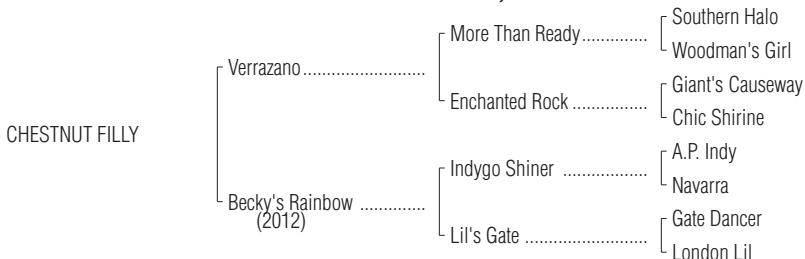 Southern Halo
More Than Ready..............
Woodman's Girl
Verrazano..........................
Giant's Causeway
Enchanted Rock ................
Chic Shirine
CHESTNUT FILLY
A.P. Indy
Indygo Shiner ..................
Navarra
Becky's Rainbow ..............
(2012)
Gate Dancer
Lil's Gate ..........................
London Lil